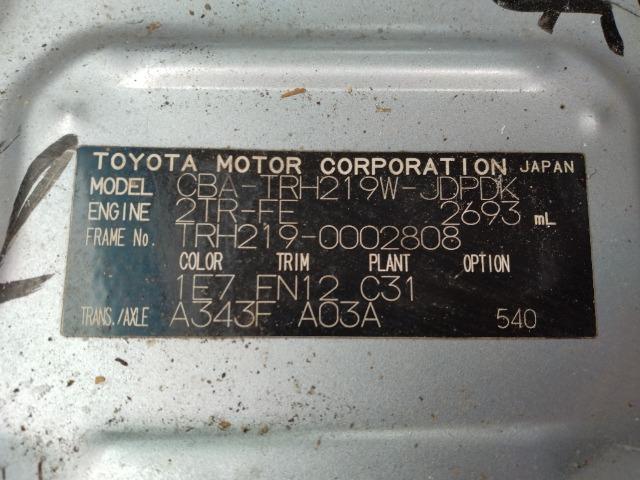 TOYOTA MOTOR CORPORATION JAPAN
MODEL CBA-TRH219W-JDPDK
ENGINE 2TR-FE 2693 mL
FRAME No. TRH219-0002808
COLOR TRIM PLANT OPTION
1E7 FN12 C31
TRANS./AXLE A343F A03A 540